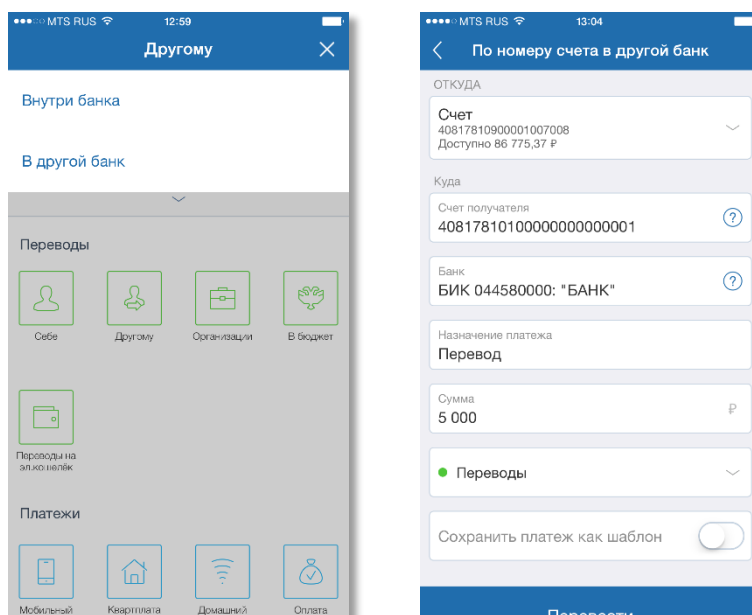 MTS RUS 12:59
Другому
Внутри банка
В другой банк
Переводы
Себе Другому Организации В бюджет
Переводы на
эл.кошелёк
Платежи
Мобильный Квартплата Домашний Оплата
MTS RUS 13:04
По номеру счета в другой банк
ОТКУДА
Счет
40817810900001007008
Доступно 86 775,37 ₽
Куда
Счет получателя
40817810100000000000001
?
Банк
БИК 044580000: "БАНК"
?
Назначение платежа
Перевод
Сумма
5 000 ₽
Переводы
Сохранить платеж как шаблон
Перевести